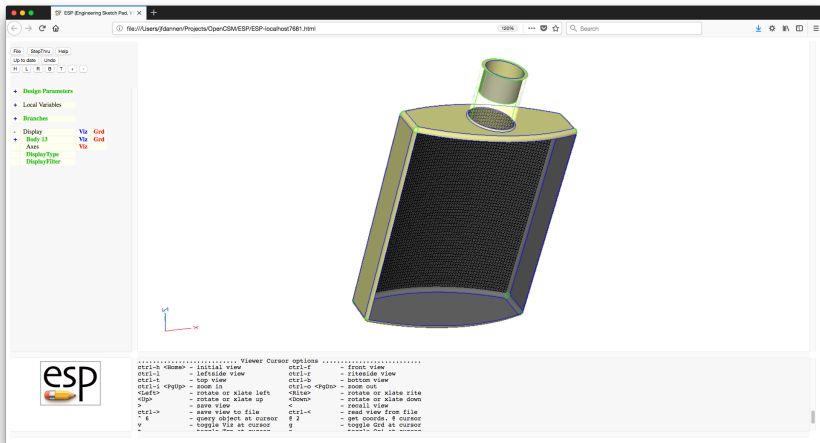 ESP (Engineering Sketch Pad,
file:///Users/jfdannen/Projects/OpenCSM/ESP/ESP-localhost7681.html
120%
Search
File StepThru Help
Up to date Undo
H L R B T + -
+ Design Parameters
+ Local Variables
+ Branches
- Display Viz Grd
+ Body 13 Viz Grd
Axes Viz
DisplayType
DisplayFilter
x
esp
.......................... Viewer Cursor options ..........................
ctrl-h <Home> - initial view ctrl-f - front view
ctrl-l - leftside view ctrl-r - riteside view
ctrl-t - top view ctrl-b - bottom view
ctrl-i <PgUp> - zoom in ctrl-o <PgDn> - zoom out
<Left> - rotate or xlate left <Rite> - rotate or xlate rite
<Up> - rotate or xlate up <Down> - rotate or xlate down
> - save view < - recall view
ctrl-> - save view to file ctrl-< - read view from file
^ 6 - query object at cursor @ 2 - get coords. @ cursor
v - toggle Viz at cursor g - toggle Grd at cursor